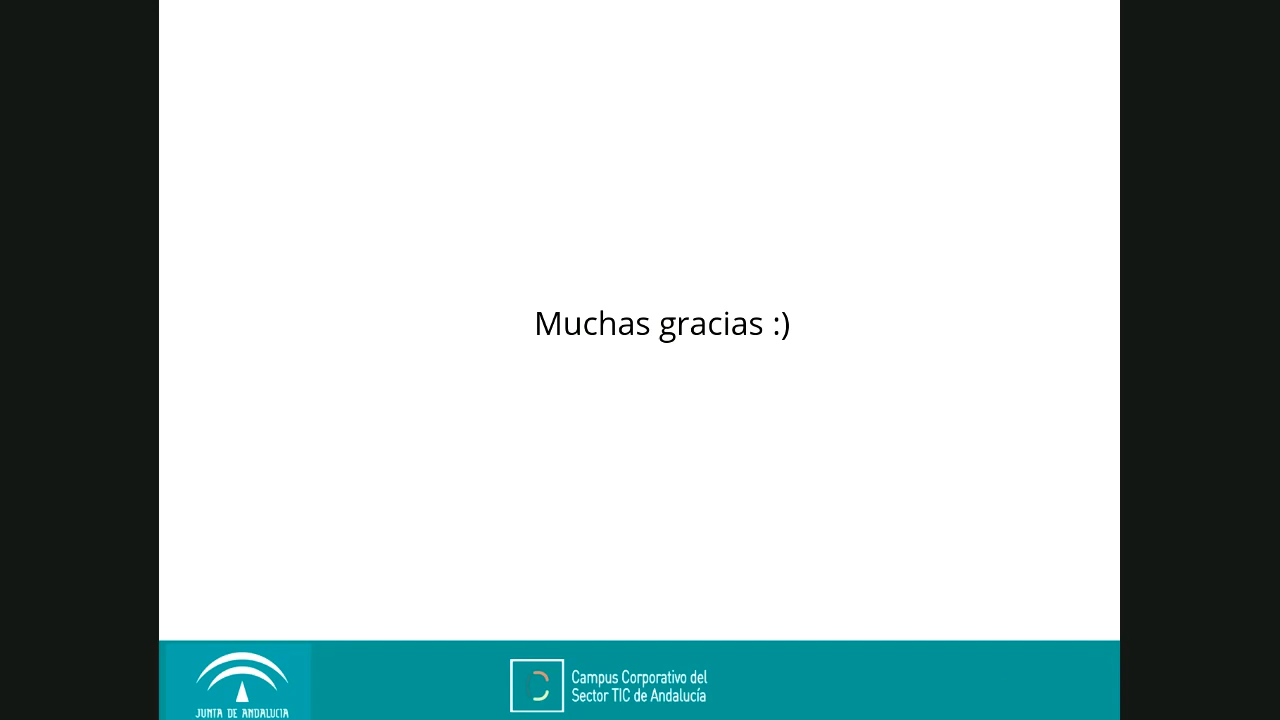 Muchas gracias :)
JUNTA DE ANDALUCIA
Campus Corporativo del
Sector TIC de Andalucía